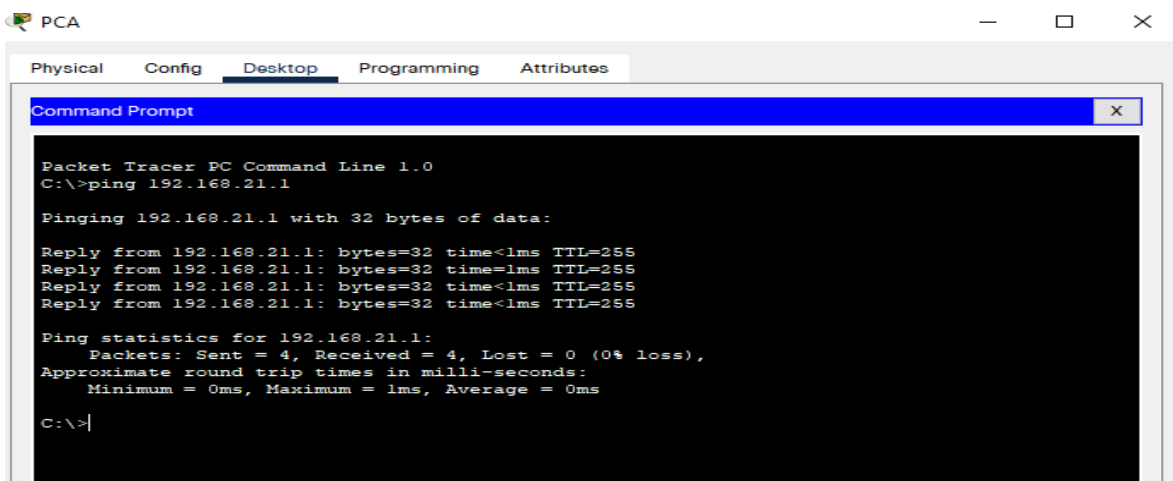 PCA
Physical Config Desktop Programming Attributes
Command Prompt X
Packet Tracer PC Command Line 1.0
C:\>ping 192.168.21.1
Pinging 192.168.21.1 with 32 bytes of data:
Reply from 192.168.21.1: bytes=32 time<1ms TTL=255
Reply from 192.168.21.1: bytes=32 time=1ms TTL=255
Reply from 192.168.21.1: bytes=32 time<1ms TTL=255
Reply from 192.168.21.1: bytes=32 time<1ms TTL=255
Ping statistics for 192.168.21.1:
Packets: Sent = 4, Received = 4, Lost = 0 (0% loss),
Approximate round trip times in milli-seconds:
Minimum = 0ms, Maximum = 1ms, Average = 0ms
C:\>